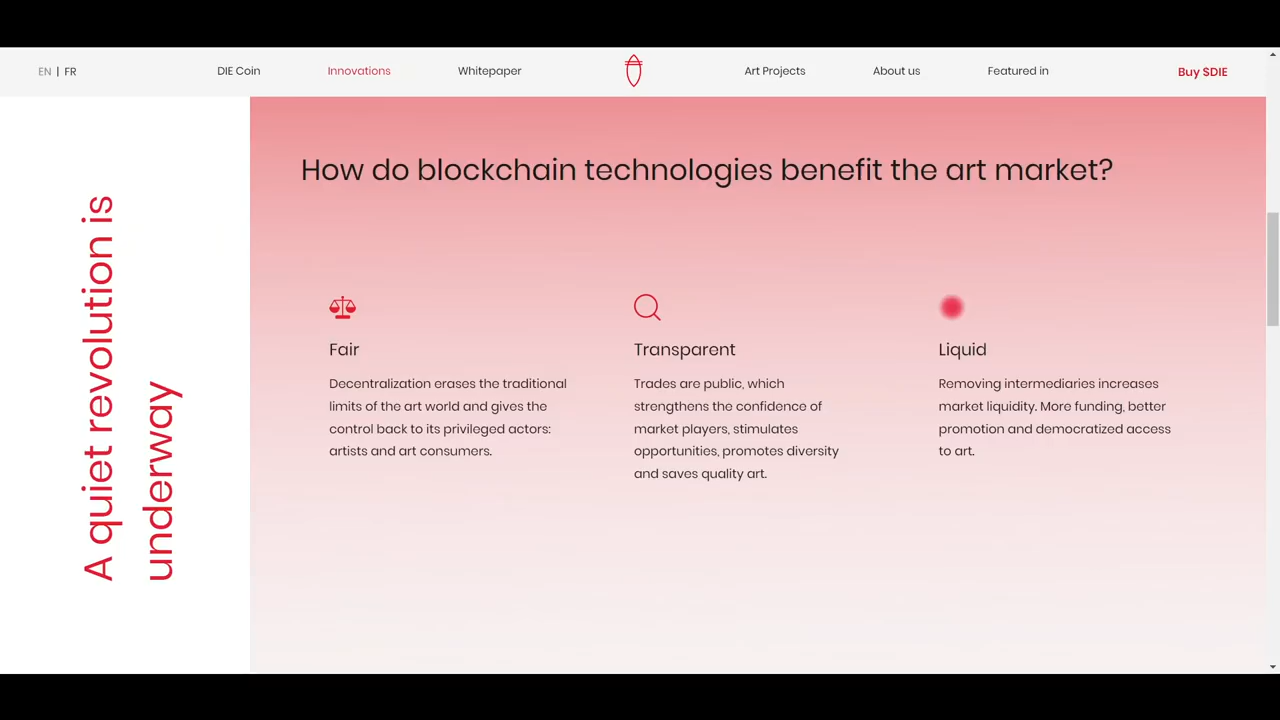 EN | FR
DIE Coin
Innovations
Whitepaper
Art Projects
About us
Featured in
Buy $DIE
A quiet revolution is
underway
How do blockchain technologies benefit the art market?
Fair
Decentralization erases the traditional
limits of the art world and gives the
control back to its privileged actors:
artists and art consumers.
Transparent
Trades are public, which
strengthens the confidence of
market players, stimulates
opportunities, promotes diversity
and saves quality art.
Liquid
Removing intermediaries increases
market liquidity. More funding, better
promotion and democratized access
to art.